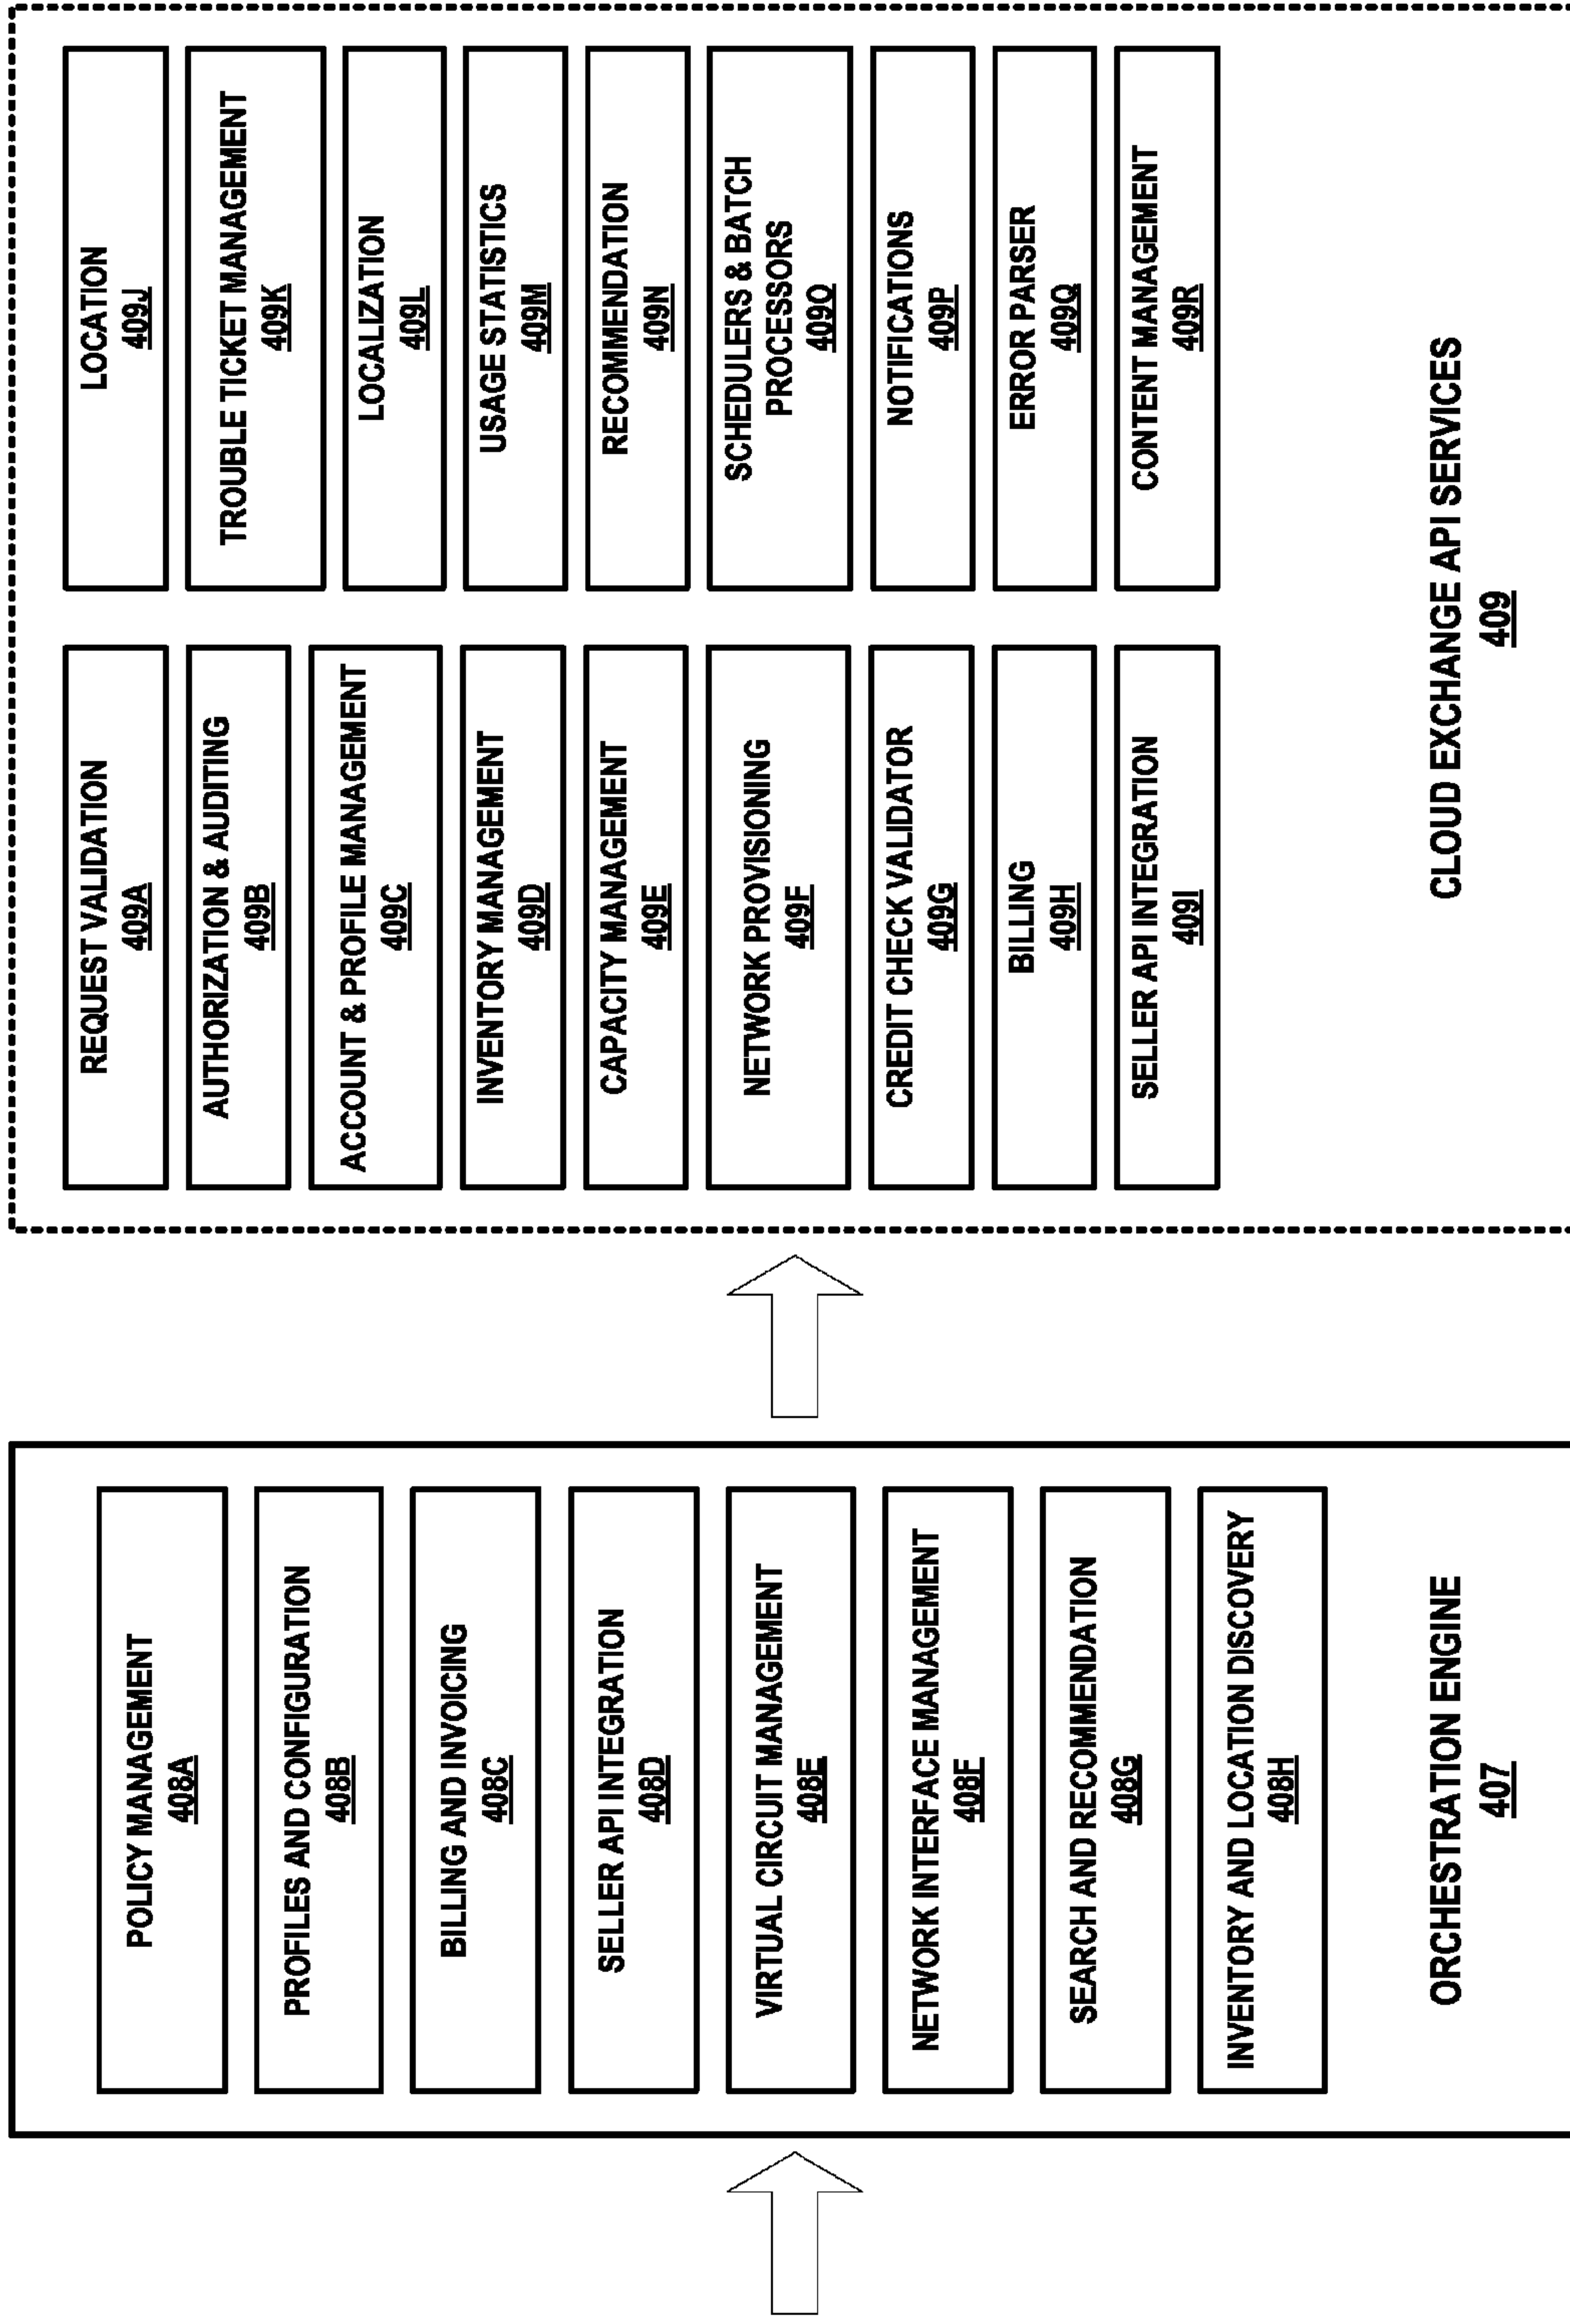 POLICY MANAGEMENT
408A
PROFILES AND CONFIGURATION
408B
BILLING AND INVOICING
408C
SELLER API INTEGRATION
408D
VIRTUAL CIRCUIT MANAGEMENT
408E
NETWORK INTERFACE MANAGEMENT
408F
SEARCH AND RECOMMENDATION
408G
INVENTORY AND LOCATION DISCOVERY
408H
ORCHESTRATION ENGINE
407
REQUEST VALIDATION
409A
AUTHORIZATION & AUDITING
409B
ACCOUNT & PROFILE MANAGEMENT
409C
INVENTORY MANAGEMENT
409D
CAPACITY MANAGEMENT
409E
NETWORK PROVISIONING
409F
CREDIT CHECK VALIDATOR
409G
BILLING
409H
SELLER API INTEGRATION
409I
LOCATION
409J
TROUBLE TICKET MANAGEMENT
409K
LOCALIZATION
409L
USAGE STATISTICS
409M
RECOMMENDATION
409N
SCHEDULERS & BATCH
PROCESSORS
409O
NOTIFICATIONS
409P
ERROR PARSER
409Q
CONTENT MANAGEMENT
409R
CLOUD EXCHANGE API SERVICES
409